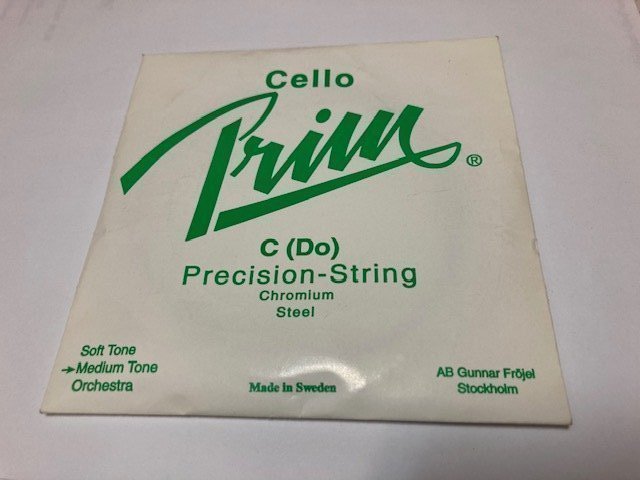 Cello
Prim ®
C (Do)
Precision-String
Chromium
Steel
Soft Tone
→Medium Tone
Orchestra
Made in Sweden
AB Gunnar Fröjel
Stockholm